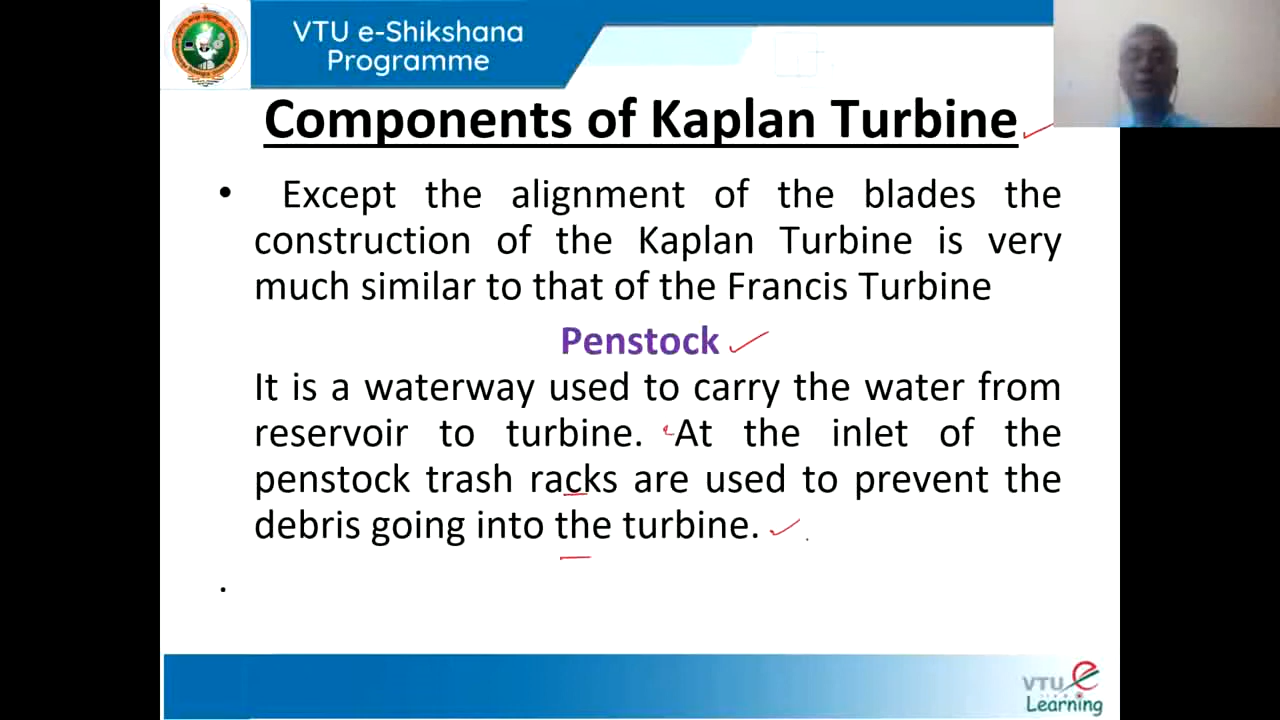 VTU e-Shikshana
Programme
Components of Kaplan Turbine
• Except the alignment of the blades the
construction of the Kaplan Turbine is very
much similar to that of the Francis Turbine
Penstock
It is a waterway used to carry the water from
reservoir to turbine. At the inlet of the
penstock trash racks are used to prevent the
debris going into the turbine.
.
VTU e
Learning